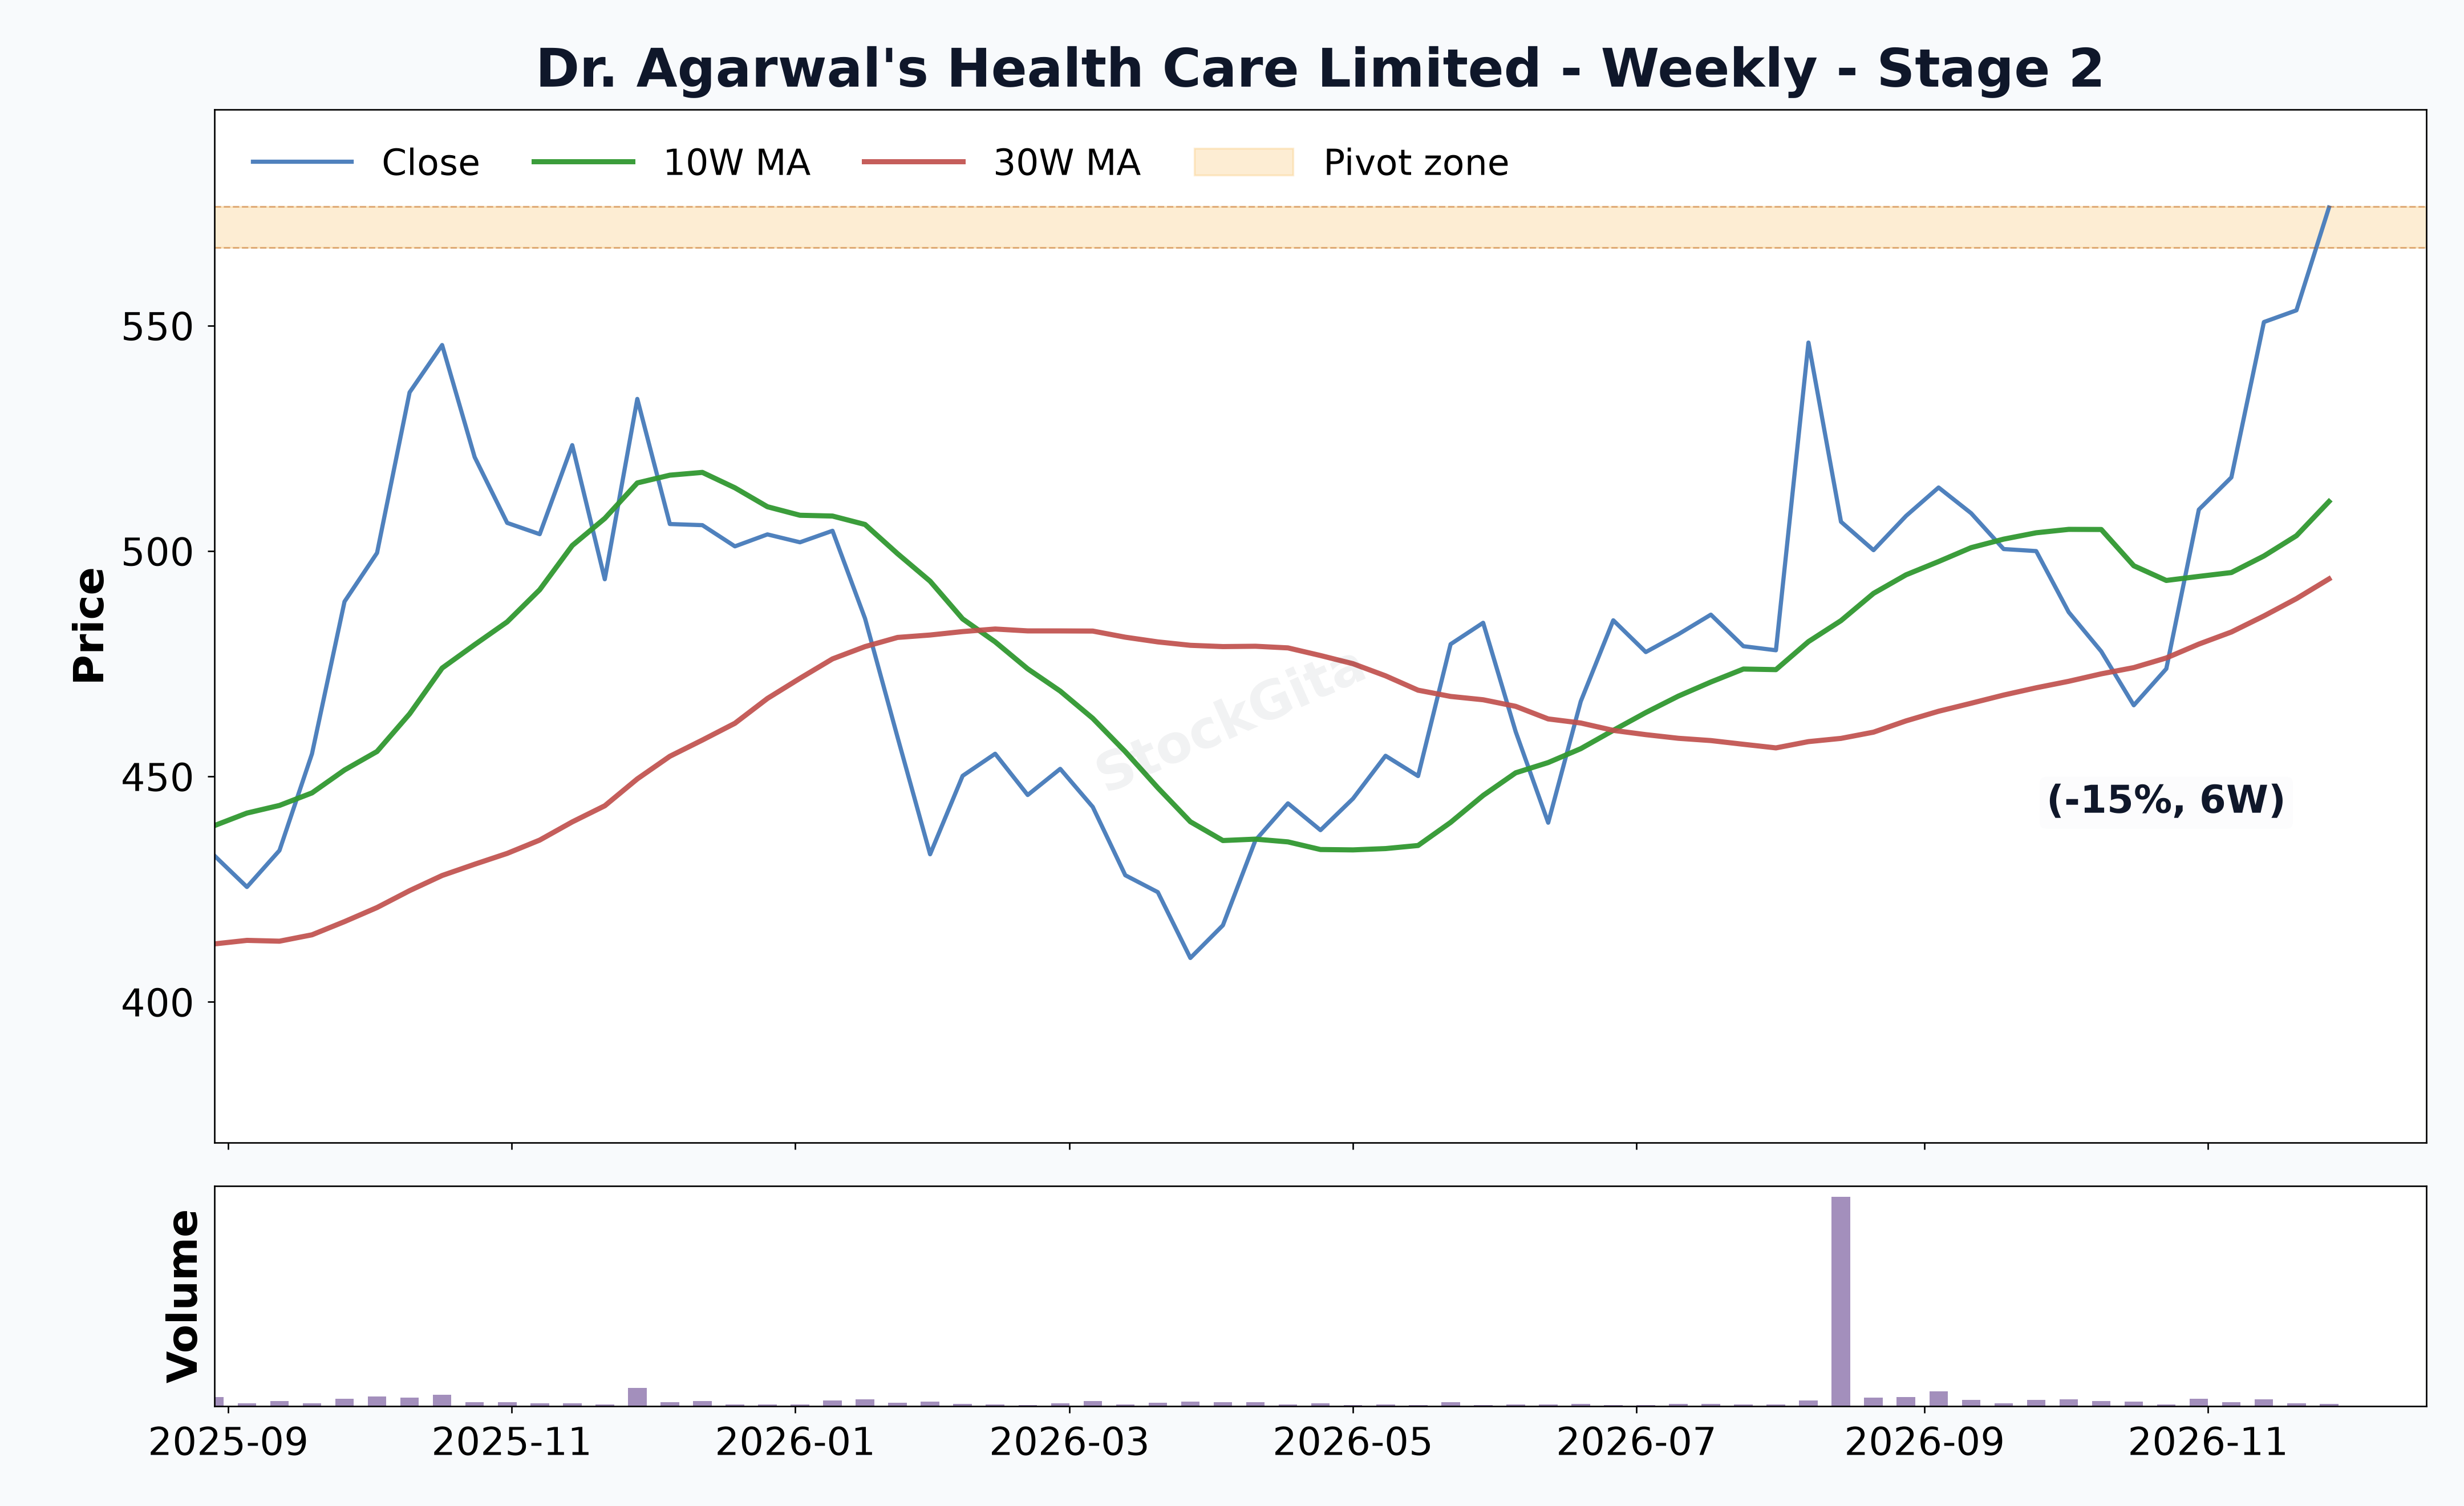 Dr. Agarwal's Health Care Limited - Weekly - Stage 2
Close 10W MA 30W MA Pivot zone
550
500
450
400
Price
StockGita
(-15%, 6W)
Volume
2025-09 2025-11 2026-01 2026-03 2026-05 2026-07 2026-09 2026-11